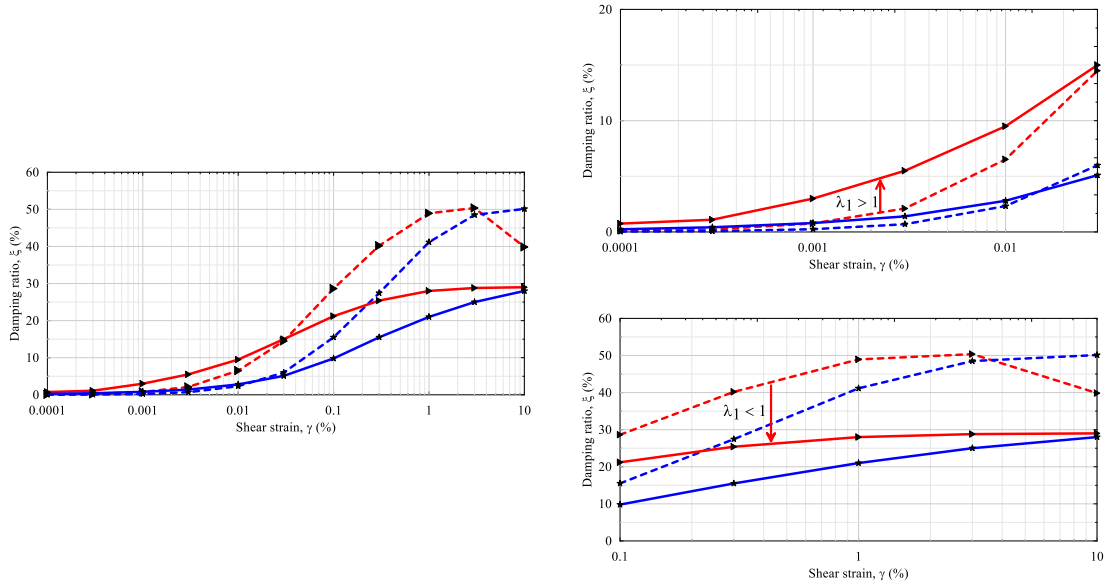 60
50
40
30
20
10
0
0.0001 0.001 0.01 0.1 1 10
Damping ratio, ξ (%)
Shear strain, γ (%)
20
10
0
0.0001 0.001 0.01
Damping ratio, ξ (%)
Shear strain, γ (%)
λ1 > 1
60
50
40
30
20
10
0
0.1 1 10
Damping ratio, ξ (%)
Shear strain, γ (%)
λ1 < 1